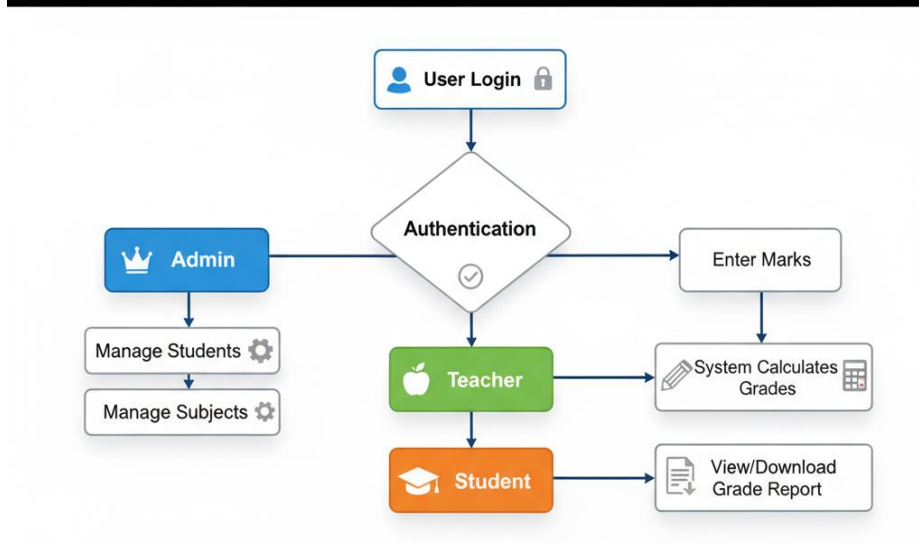 User Login
Authentication
Admin
Enter Marks
Manage Students
Manage Subjects
Teacher
System Calculates
Grades
Student
View/Download
Grade Report